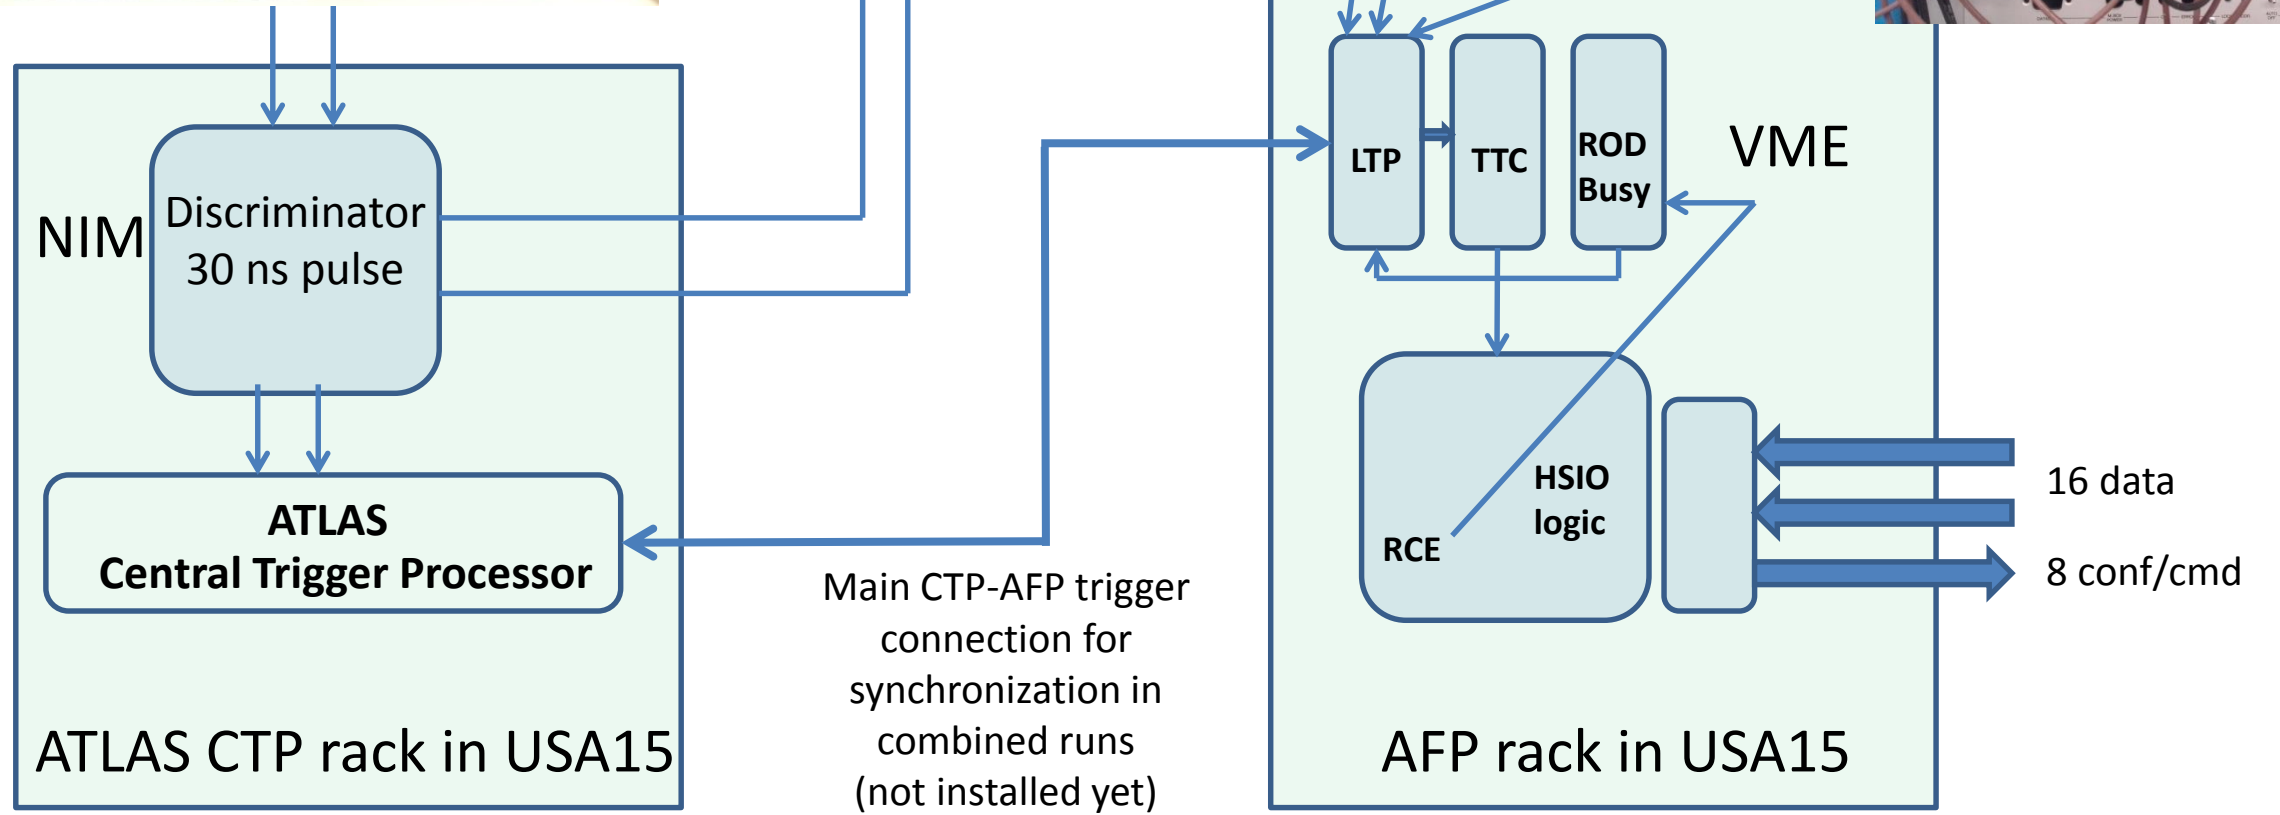 NIM
Discriminator
30 ns pulse
ATLAS
Central Trigger Processor
ATLAS CTP rack in USA15
Main CTP-AFP trigger
connection for
synchronization in
combined runs
(not installed yet)
LTP
TTC
ROD
Busy
VME
HSIO
logic
RCE
16 data
8 conf/cmd
AFP rack in USA15